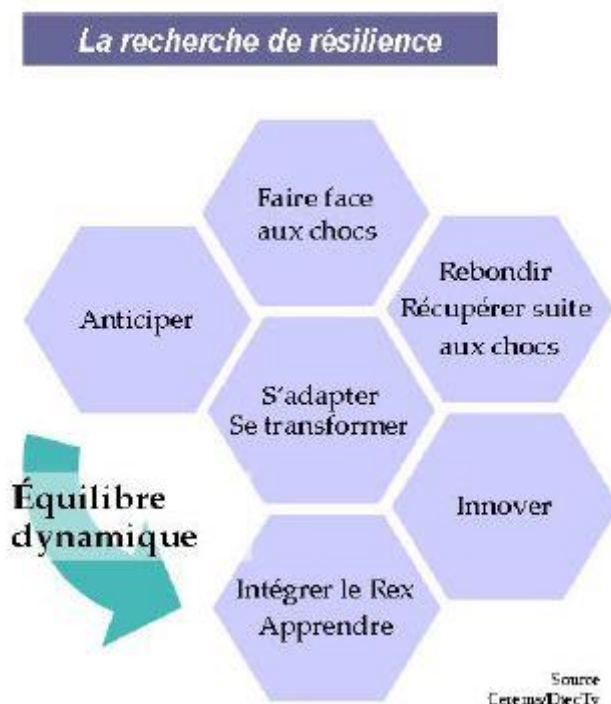 La recherche de résilience
Faire face
aux chocs
Anticiper
Rebondir
Récupérer suite
aux chocs
S'adapter
Se transformer
Équilibre
dynamique
Innover
Intégrer le Rex
Apprendre
Source